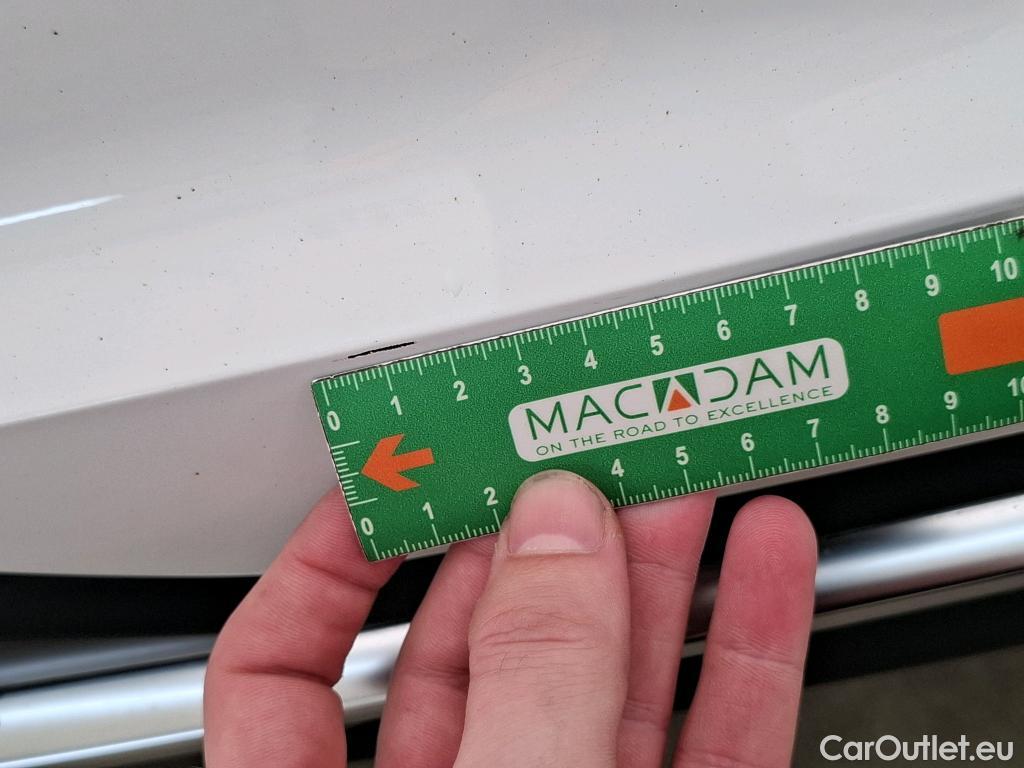 0 1 2 3 4 5 6 7 8 9 10
MACADAM
ON THE ROAD TO EXCELLENCE
0 1 2 4 5 6 7 8 9 10
CarOutlet.eu